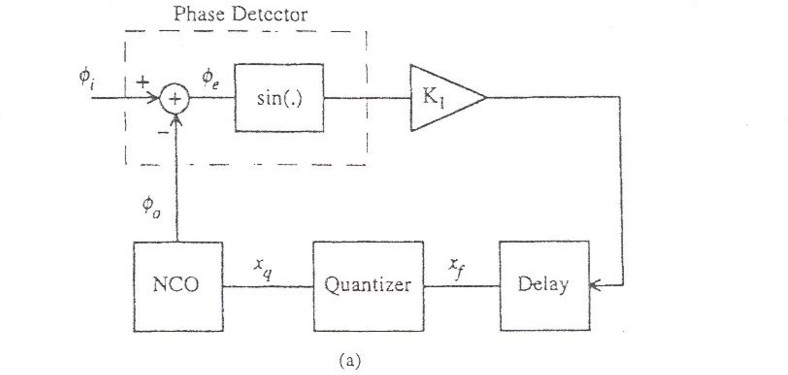 Phase Detector
ϕi + ϕe sin(.) K1
+
−
ϕo
NCO xq Quantizer xf Delay
(a)